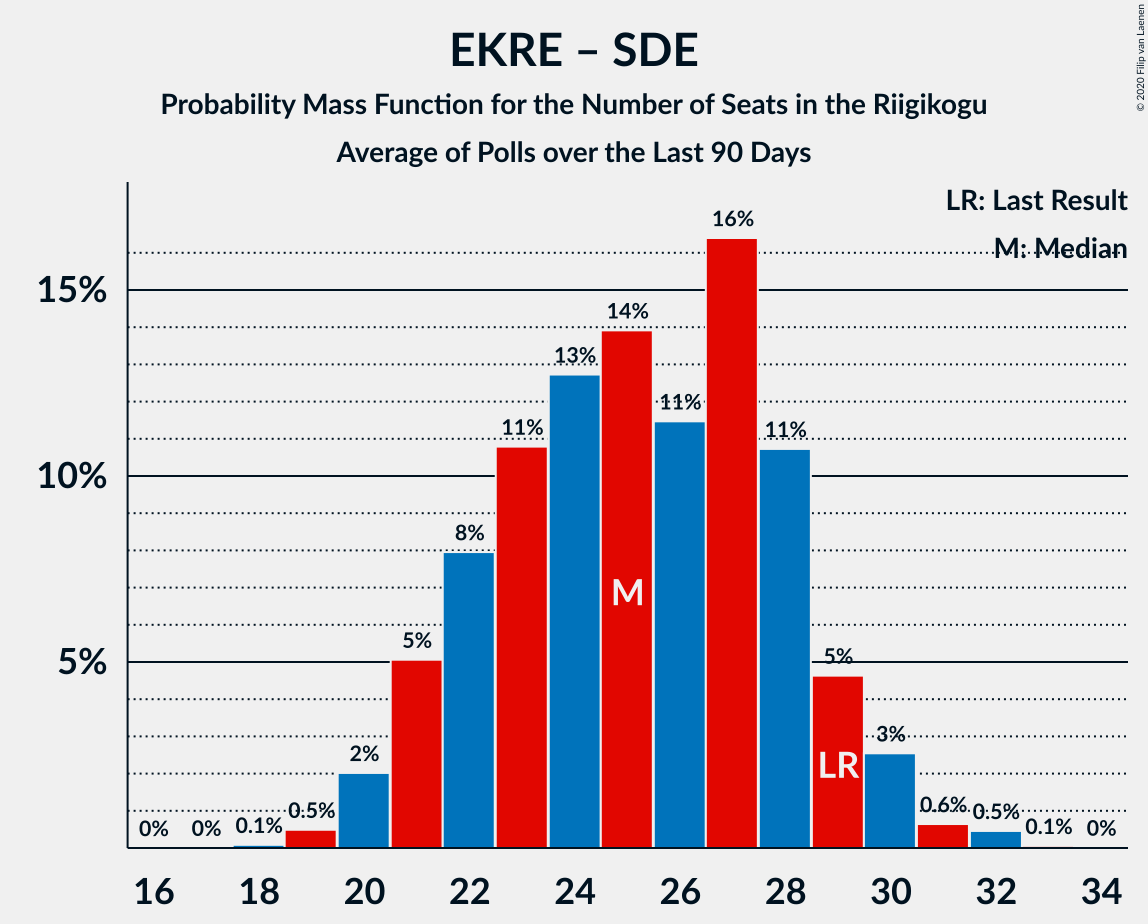 EKRE – SDE
Probability Mass Function for the Number of Seats in the Riigikogu
Average of Polls over the Last 90 Days
© 2020 Filip van Laenen
LR: Last Result
M: Median
15%
10%
5%
0%
0%
0.1%
0.5%
2%
5%
8%
11%
13%
14%
11%
16%
11%
5%
3%
0.6%
0.5%
0.1%
0%
M
LR
16 18 20 22 24 26 28 30 32 34